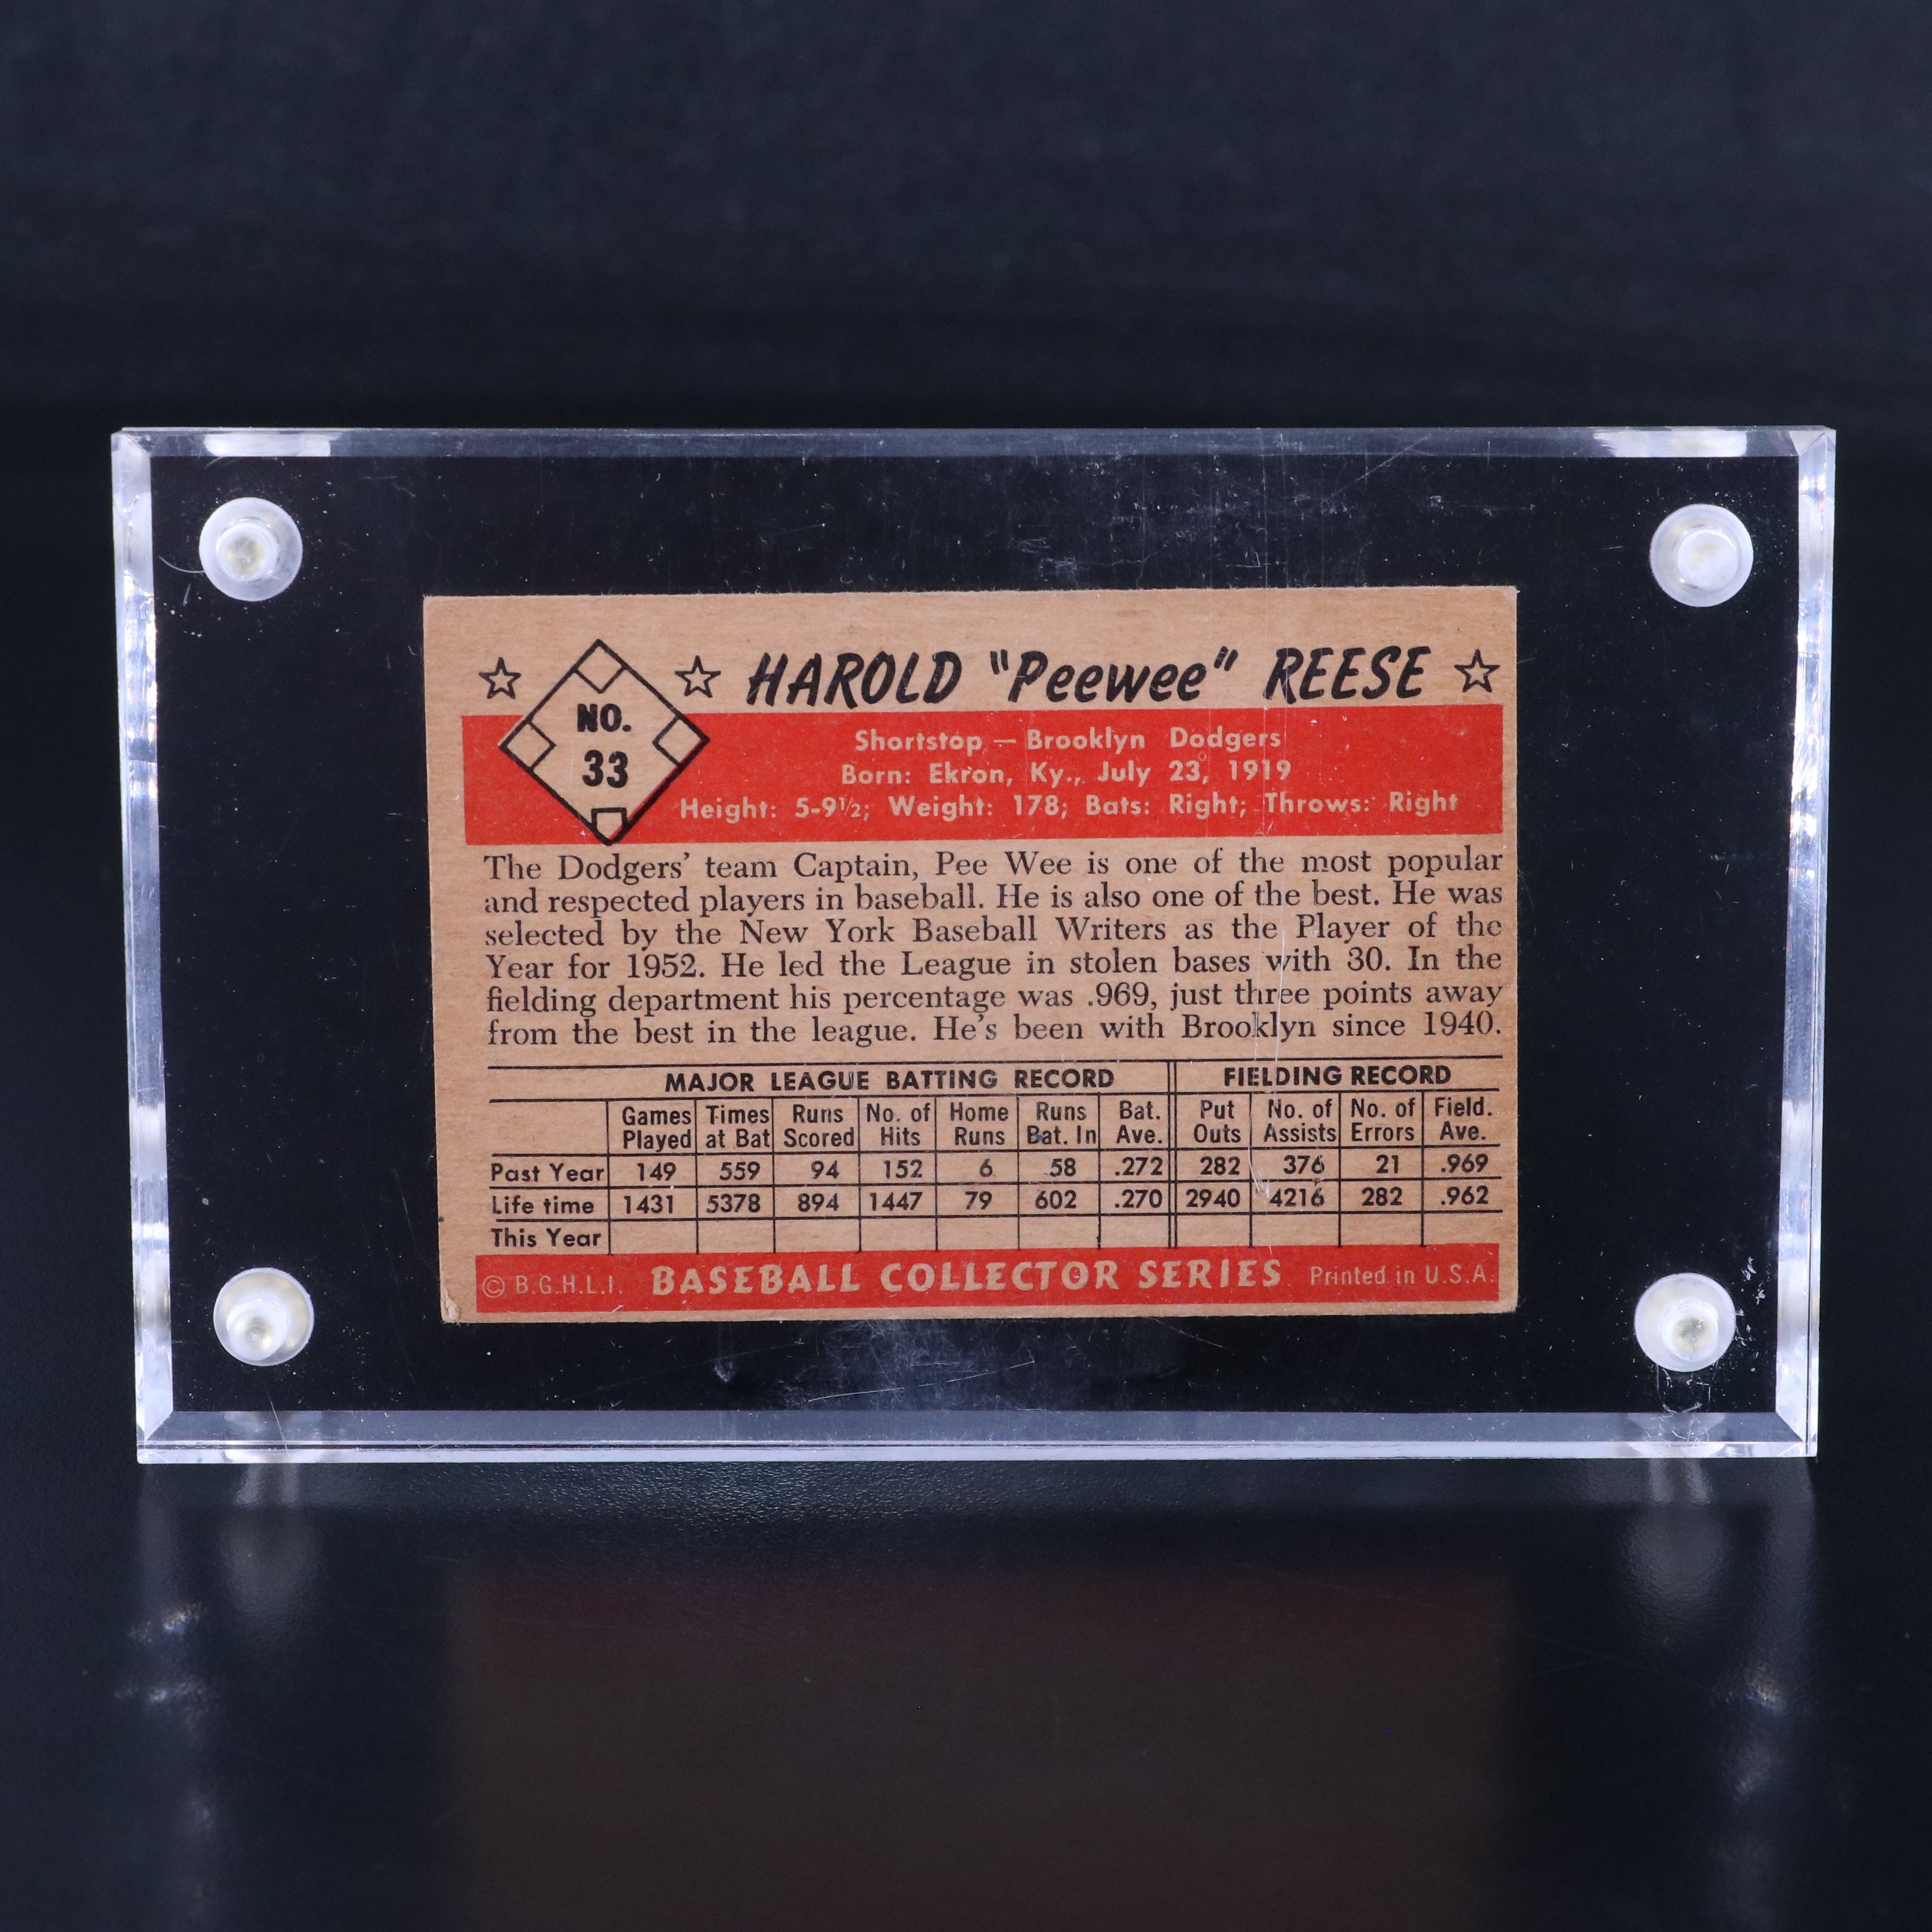 HAROLD "Peewee" REESE
NO.
33
Shortstop — Brooklyn Dodgers
Born: Ekron, Ky., July 23, 1919
Height: 5-9½; Weight: 178; Bats: Right; Throws: Right
The Dodgers' team Captain, Pee Wee is one of the most popular
and respected players in baseball. He is also one of the best. He was
selected by the New York Baseball Writers as the Player of the
Year for 1952. He led the League in stolen bases with 30. In the
fielding department his percentage was .969, just three points away
from the best in the league. He's been with Brooklyn since 1940.
MAJOR LEAGUE BATTING RECORD FIELDING RECORD
Games Times Runs No. of Home Runs Bat. Put No. of No. of Field.
Played at Bat Scored Hits Runs Bat. In Ave. Outs Assists Errors Ave.
Past Year 149 559 94 152 6 58 .272 282 376 21 .969
Life time 1431 5378 894 1447 79 602 .270 2940 4216 282 .962
This Year
© B.G.H.L.I. BASEBALL COLLECTOR SERIES Printed in U.S.A.